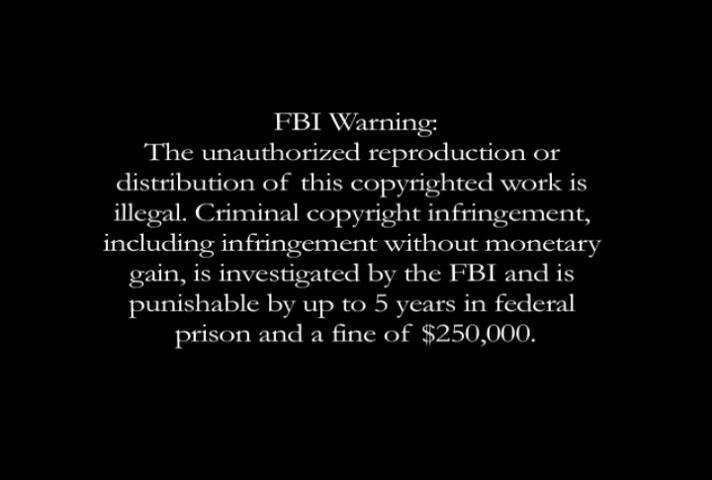 FBI Warning:
The unauthorized reproduction or
distribution of this copyrighted work is
illegal. Criminal copyright infringement,
including infringement without monetary
gain, is investigated by the FBI and is
punishable by up to 5 years in federal
prison and a fine of $250,000.